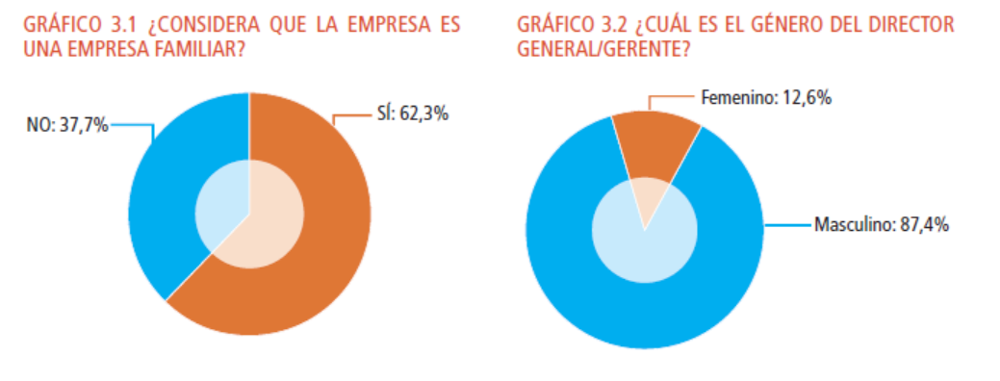 GRÁFICO 3.1 ¿CONSIDERA QUE LA EMPRESA ES
UNA EMPRESA FAMILIAR?
NO: 37,7%
SÍ: 62,3%
GRÁFICO 3.2 ¿CUÁL ES EL GÉNERO DEL DIRECTOR
GENERAL/GERENTE?
Femenino: 12,6%
Masculino: 87,4%